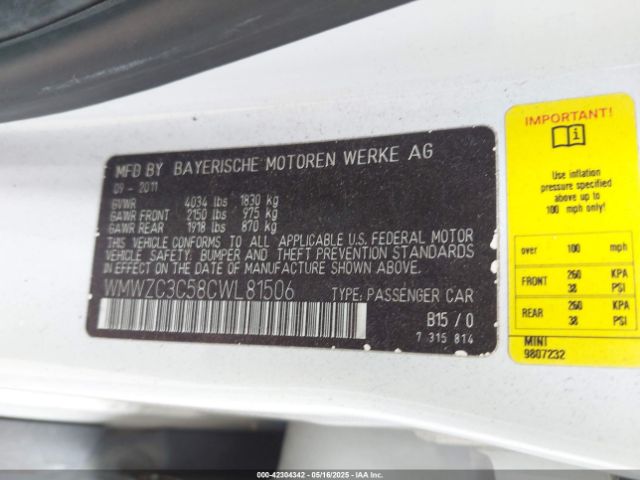 MFD BY BAYERISCHE MOTOREN WERKE AG
09 - 2011
GVWR 4034 lbs 1830 kg
GAWR FRONT 2150 lbs 975 kg
GAWR REAR 1918 lbs 870 kg
THIS VEHICLE CONFORMS TO ALL APPLICABLE U.S. FEDERAL MOTOR
VEHICLE SAFETY, BUMPER AND THEFT PREVENTION STANDARDS
IN EFFECT ON THE DATE OF MANUFACTURE SHOWN ABOVE.
WMWZC3C58CWL81506 TYPE: PASSENGER CAR
B15 / 0
7 315 814
IMPORTANT!
Use inflation
pressure specified
above up to
100 mph only!
over 100 mph
FRONT 260 KPA
38 PSI
REAR 260 KPA
38 PSI
MINI
9807232
000-42304342 | 05/16/2025 | Copyright © IAA, LLC.